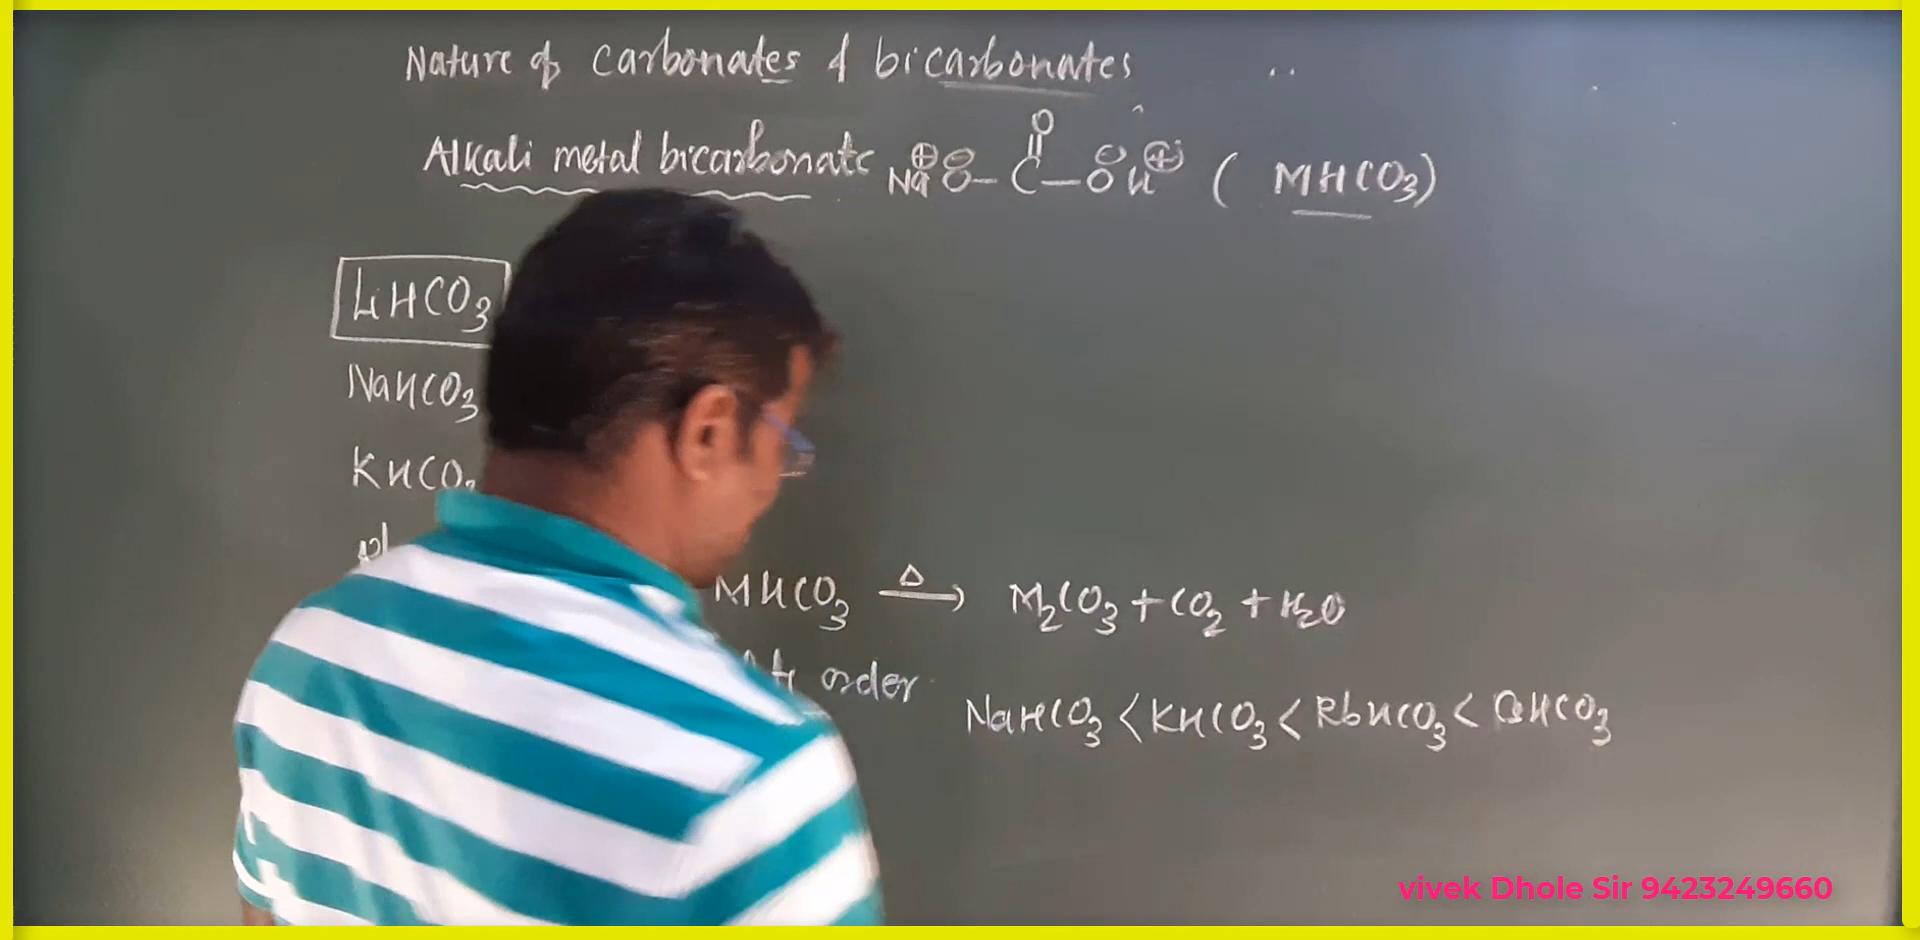 Nature of carbonates & bicarbonates
Alkali metal bicarbonate Na⊕ ⊖O–C(=O)–O⊖ H⊕ (MHCO3)
LiHCO3
NaHCO3
KHCO3
MHCO3 Δ→ M2CO3 + CO2 + H2O
order
NaHCO3 < KHCO3 < RbHCO3 < CsHCO3
vivek Dhole Sir 9423249660